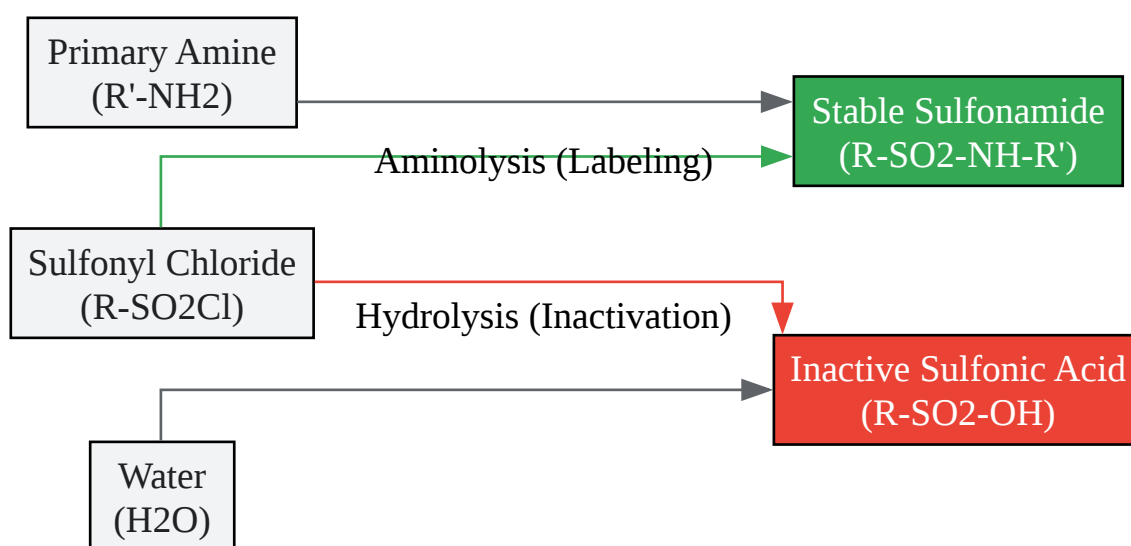 Primary Amine
(R'-NH2)
Stable Sulfonamide
(R-SO2-NH-R')
Aminolysis (Labeling)
Sulfonyl Chloride
(R-SO2Cl)
Hydrolysis (Inactivation)
Inactive Sulfonic Acid
(R-SO2-OH)
Water
(H2O)